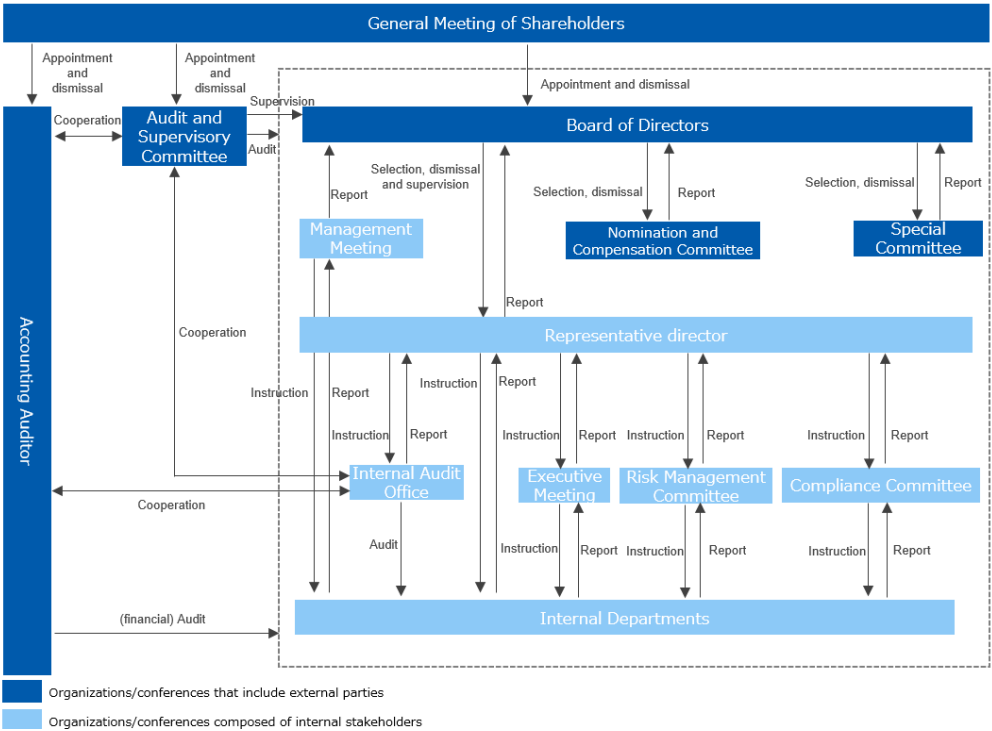 General Meeting of Shareholders
Appointment
and
dismissal
Appointment
and
dismissal
Appointment and dismissal
Supervision
Cooperation
Audit and
Supervisory
Committee
Audit
Board of Directors
Selection, dismissal
and supervision
Report
Selection, dismissal
Report
Selection, dismissal
Report
Management
Meeting
Nomination and
Compensation Committee
Special
Committee
Report
Cooperation
Representative director
Accounting Auditor
Instruction
Report
Instruction
Report
Instruction
Report
Instruction
Report
Instruction
Report
Instruction
Report
Internal Audit
Office
Executive
Meeting
Risk Management
Committee
Compliance Committee
Cooperation
Audit
Instruction
Report
Instruction
Report
Instruction
Report
Internal Departments
(financial) Audit
Organizations/conferences that include external parties
Organizations/conferences composed of internal stakeholders